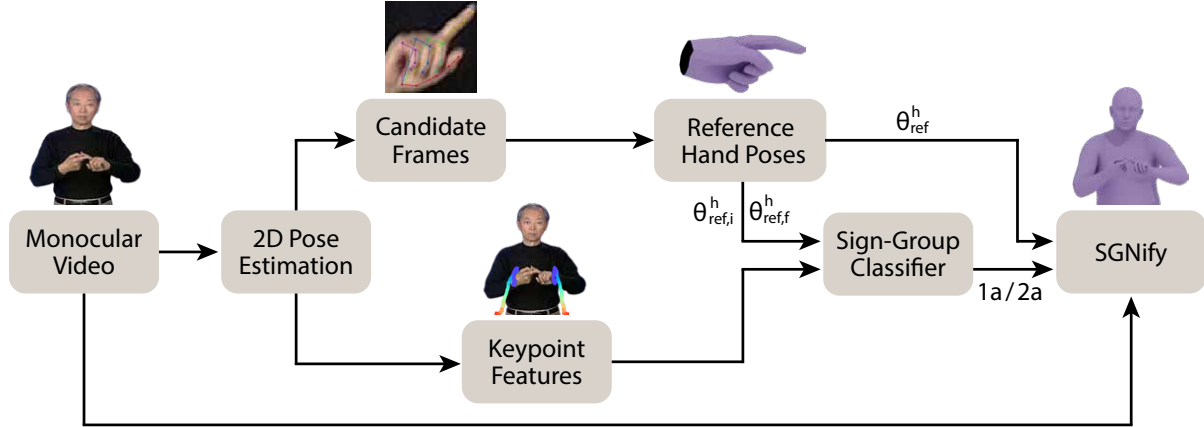 Monocular
Video
2D Pose
Estimation
Candidate
Frames
Keypoint
Features
Reference
Hand Poses
θ^h_ref,i
θ^h_ref,f
θ^h_ref
Sign-Group
Classifier
1a / 2a
SGNify